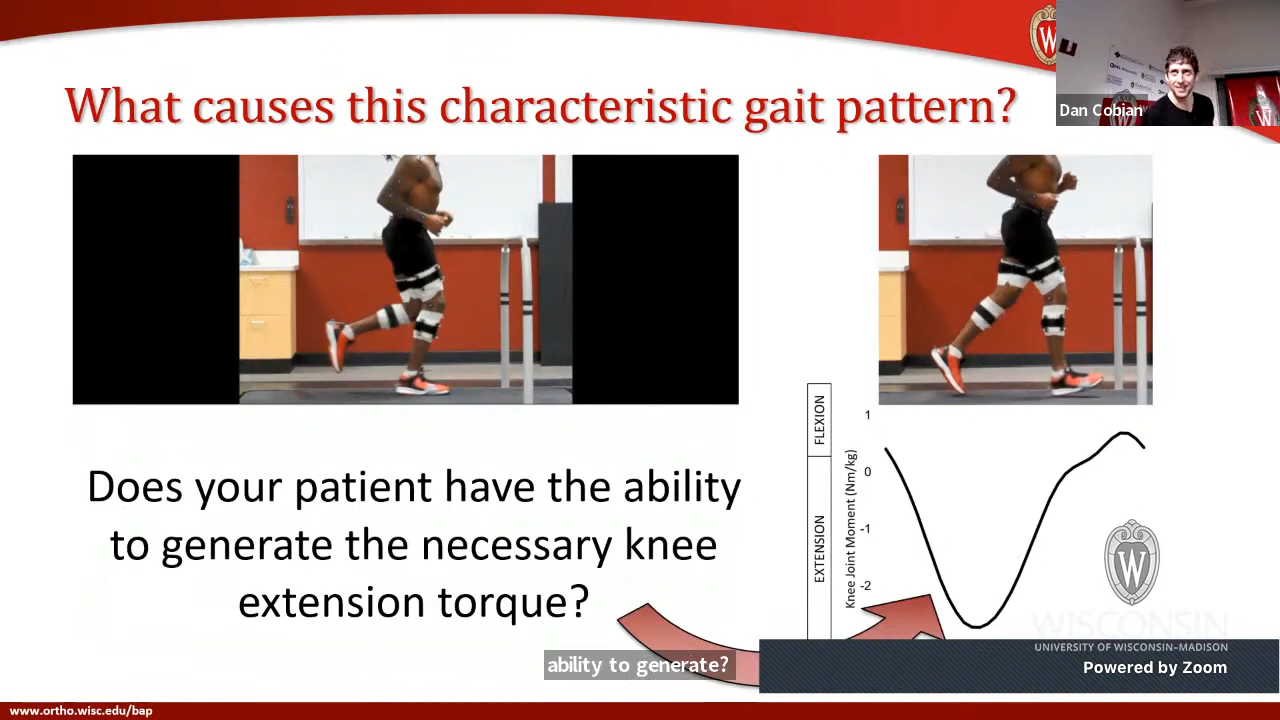 What causes this characteristic gait pattern?
Dan Cobian
W
W
Does your patient have the ability
to generate the necessary knee
extension torque?
FLEXION
EXTENSION
Knee Joint Moment (Nm/kg)
1
0
-1
-2
W
WISCONSIN
UNIVERSITY OF WISCONSIN–MADISON
Powered by Zoom
ability to generate?
www.ortho.wisc.edu/bap